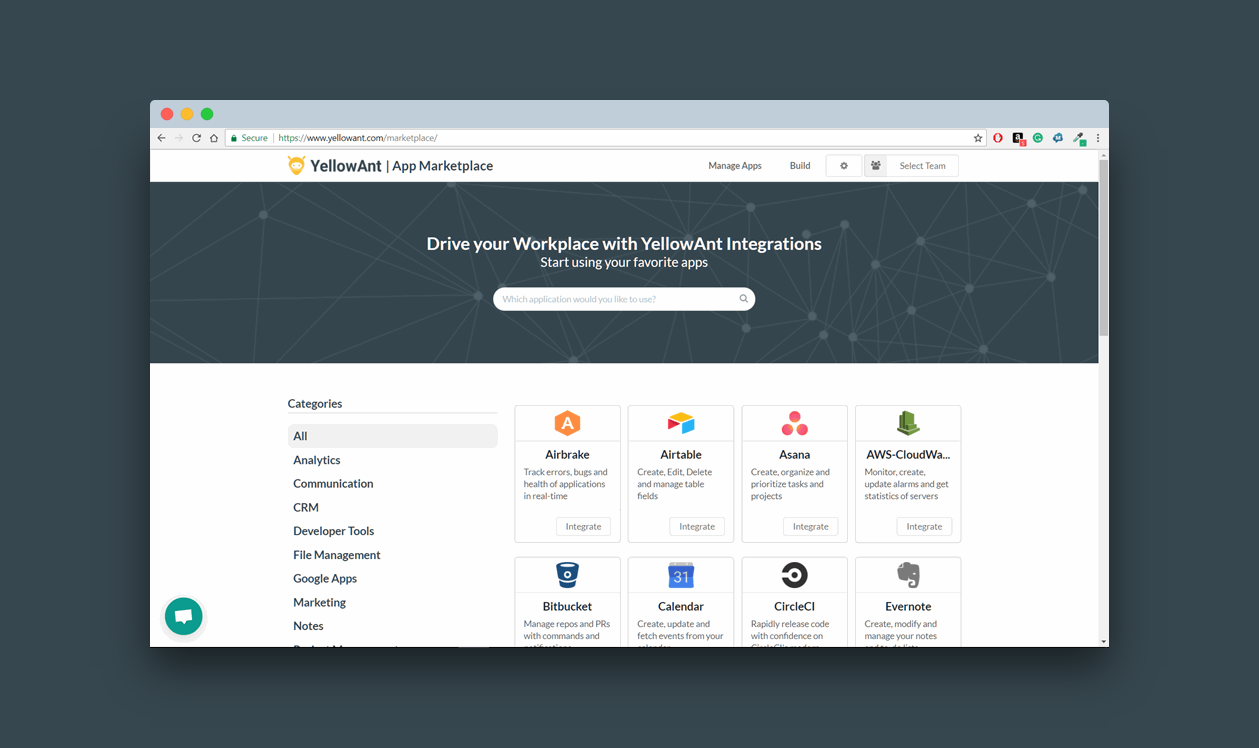 Secure
https://www.yellowant.com/marketplace/
YellowAnt | App Marketplace
Manage Apps
Build
Select Team
Drive your Workplace with YellowAnt Integrations
Start using your favorite apps
Which application would you like to use?
Categories
All
Analytics
Communication
CRM
Developer Tools
File Management
Google Apps
Marketing
Notes
A
Airbrake
Track errors, bugs and
health of applications
in real-time
Integrate
Airtable
Create, Edit, Delete
and manage table
fields
Integrate
Asana
Create, organize and
prioritize tasks and
projects
Integrate
AWS-CloudWa...
Monitor, create,
update alarms and get
statistics of servers
Integrate
Bitbucket
Manage repos and PRs
with commands and
31
Calendar
Create, update and
fetch events from your
CircleCI
Rapidly release code
with confidence on
Evernote
Create, modify and
manage your notes